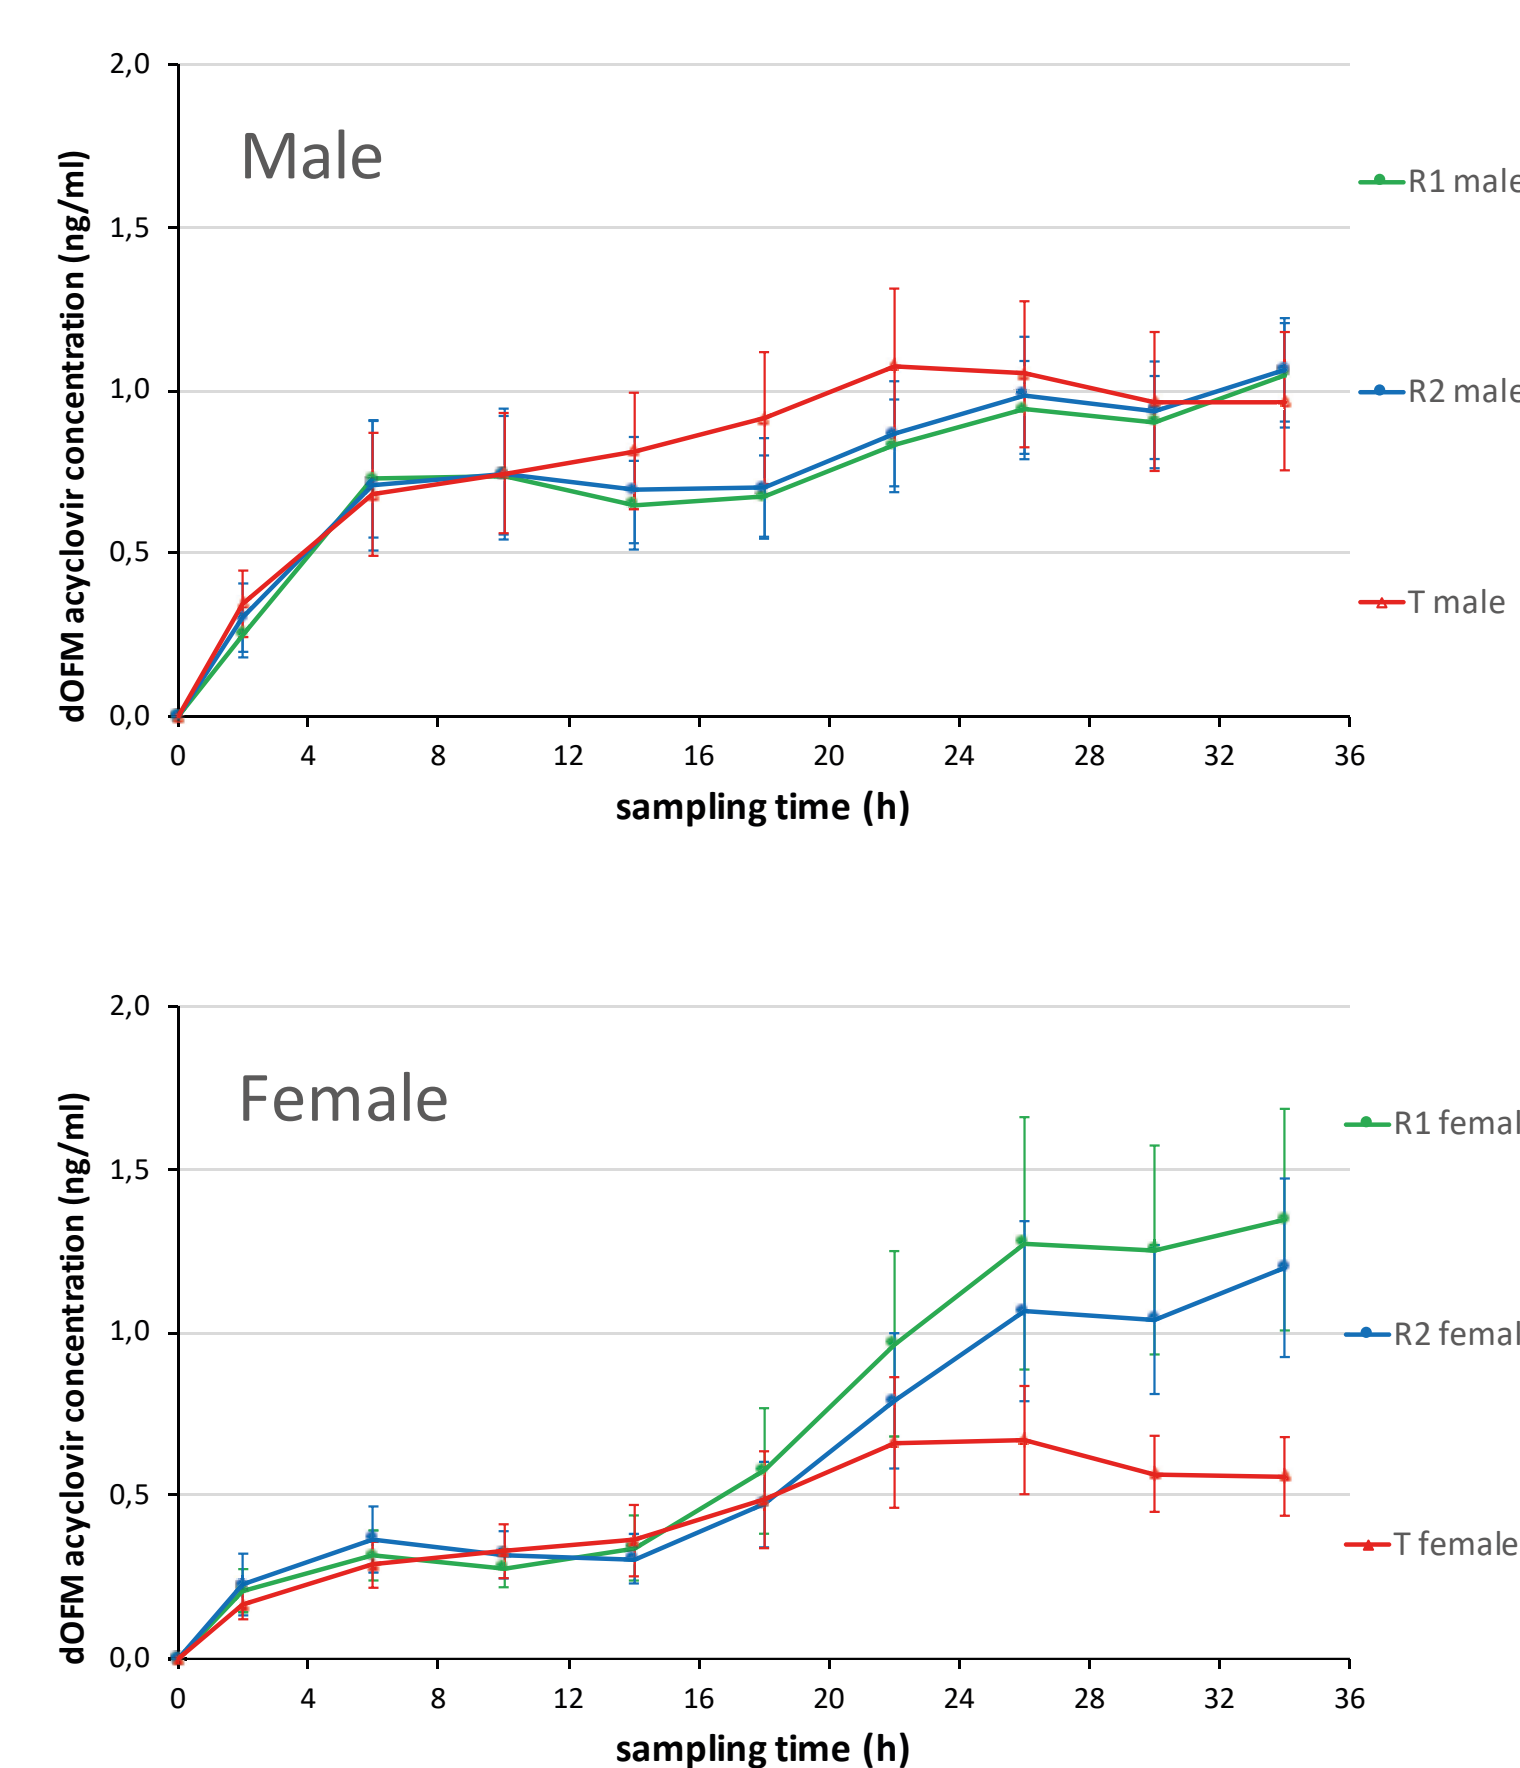 2,0
Male
R1 male
1,5
dOFM acyclovir concentration (ng/ml)
1,0
R2 male
0,5
T male
0,0
0 4 8 12 16 20 24 28 32 36
sampling time (h)
2,0
Female
R1 femal
1,5
dOFM acyclovir concentration (ng/ml)
1,0
R2 femal
0,5
T female
0,0
0 4 8 12 16 20 24 28 32 36
sampling time (h)